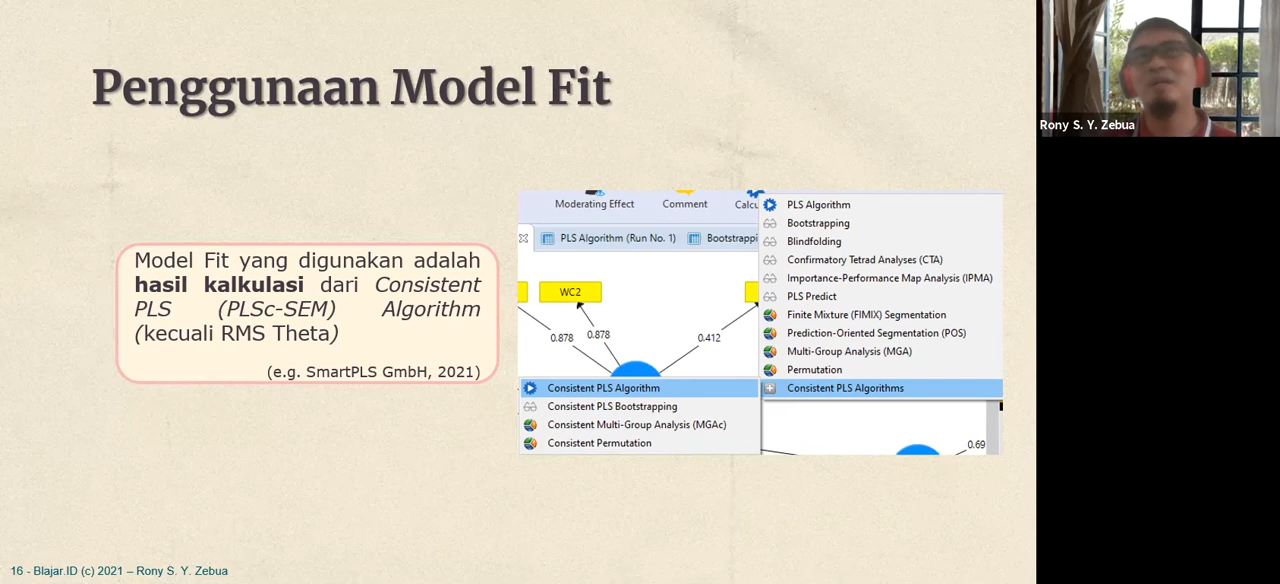 Penggunaan Model Fit
Rony S. Y. Zebua
Model Fit yang digunakan adalah
hasil kalkulasi dari Consistent
PLS (PLSc-SEM) Algorithm
(kecuali RMS Theta)
(e.g. SmartPLS GmbH, 2021)
Moderating Effect
Comment
Calcu
PLS Algorithm (Run No. 1)
Bootstrappi
WC2
0.878
0.878
0.412
0.69
PLS Algorithm
Bootstrapping
Blindfolding
Confirmatory Tetrad Analyses (CTA)
Importance-Performance Map Analysis (IPMA)
PLS Predict
Finite Mixture (FIMIX) Segmentation
Prediction-Oriented Segmentation (POS)
Multi-Group Analysis (MGA)
Permutation
Consistent PLS Algorithms
Consistent PLS Algorithm
Consistent PLS Bootstrapping
Consistent Multi-Group Analysis (MGAc)
Consistent Permutation
16 - Blajar.ID (c) 2021 – Rony S. Y. Zebua